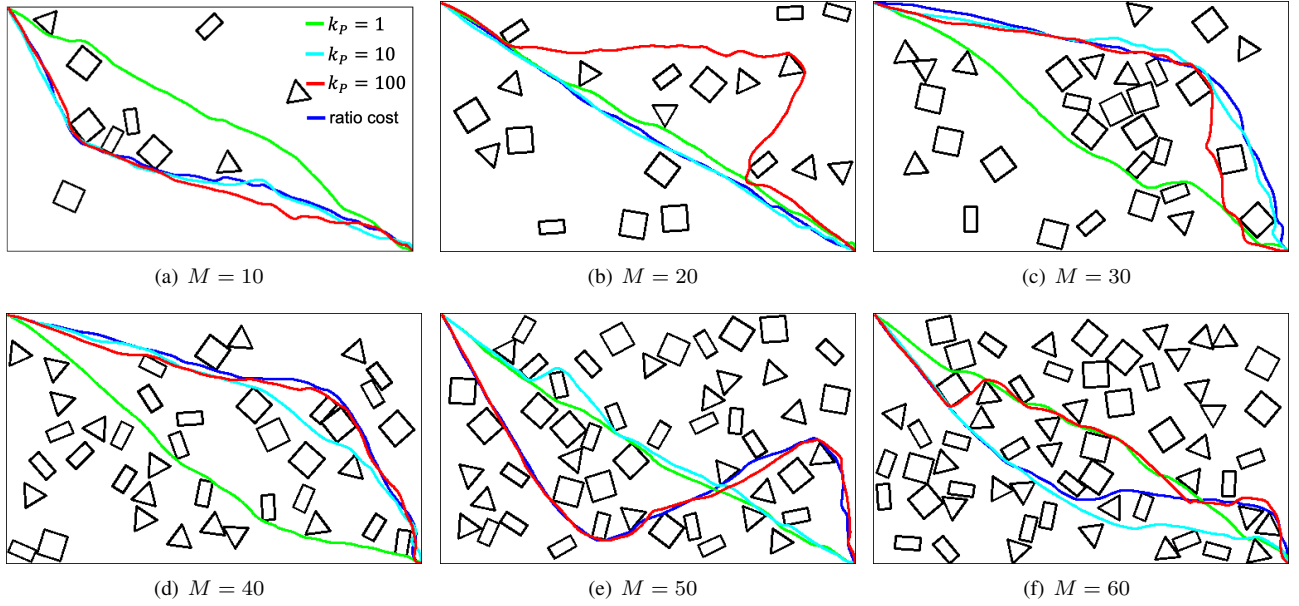 k_P = 1
k_P = 10
k_P = 100
ratio cost
(a) M = 10
(b) M = 20
(c) M = 30
(d) M = 40
(e) M = 50
(f) M = 60